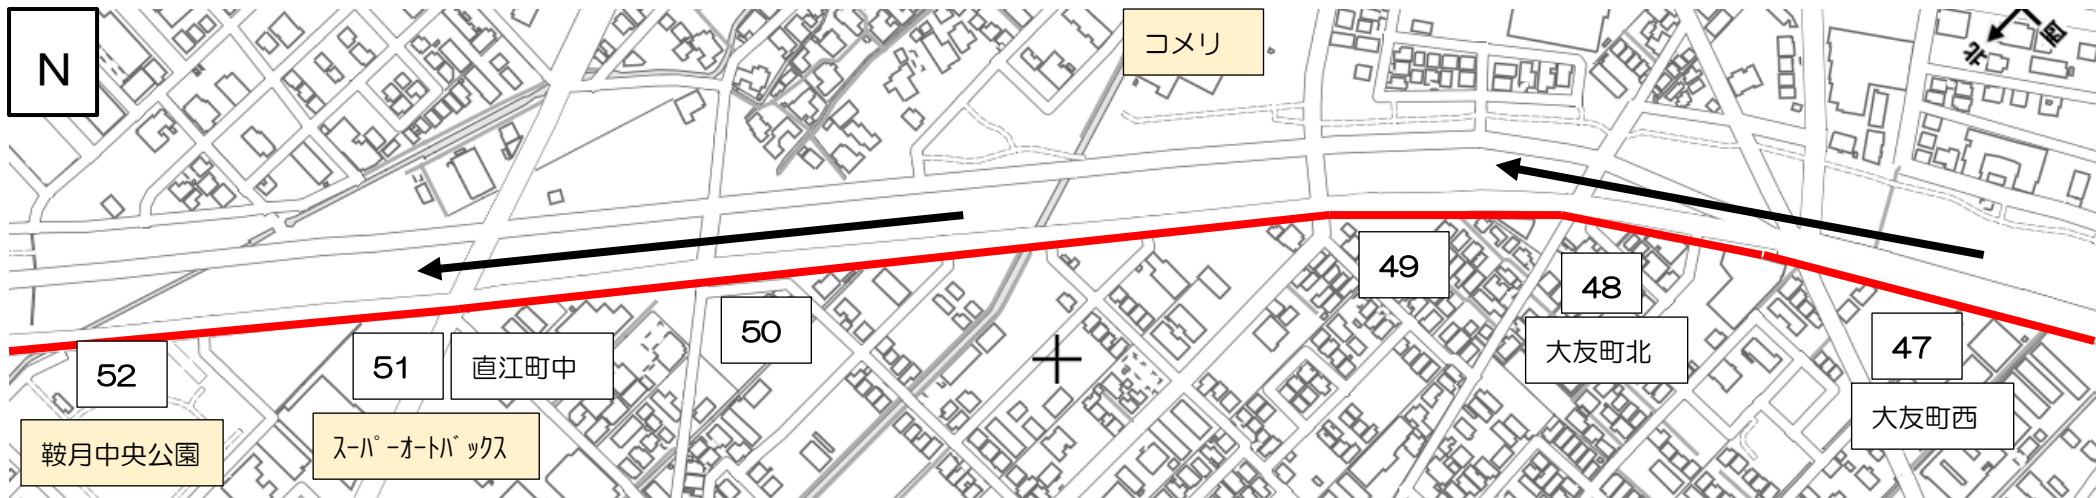 N
コメリ
北
49
48
大友町北
47
大友町西
50
51
直江町中
スーパーオートバックス
52
鞍月中央公園